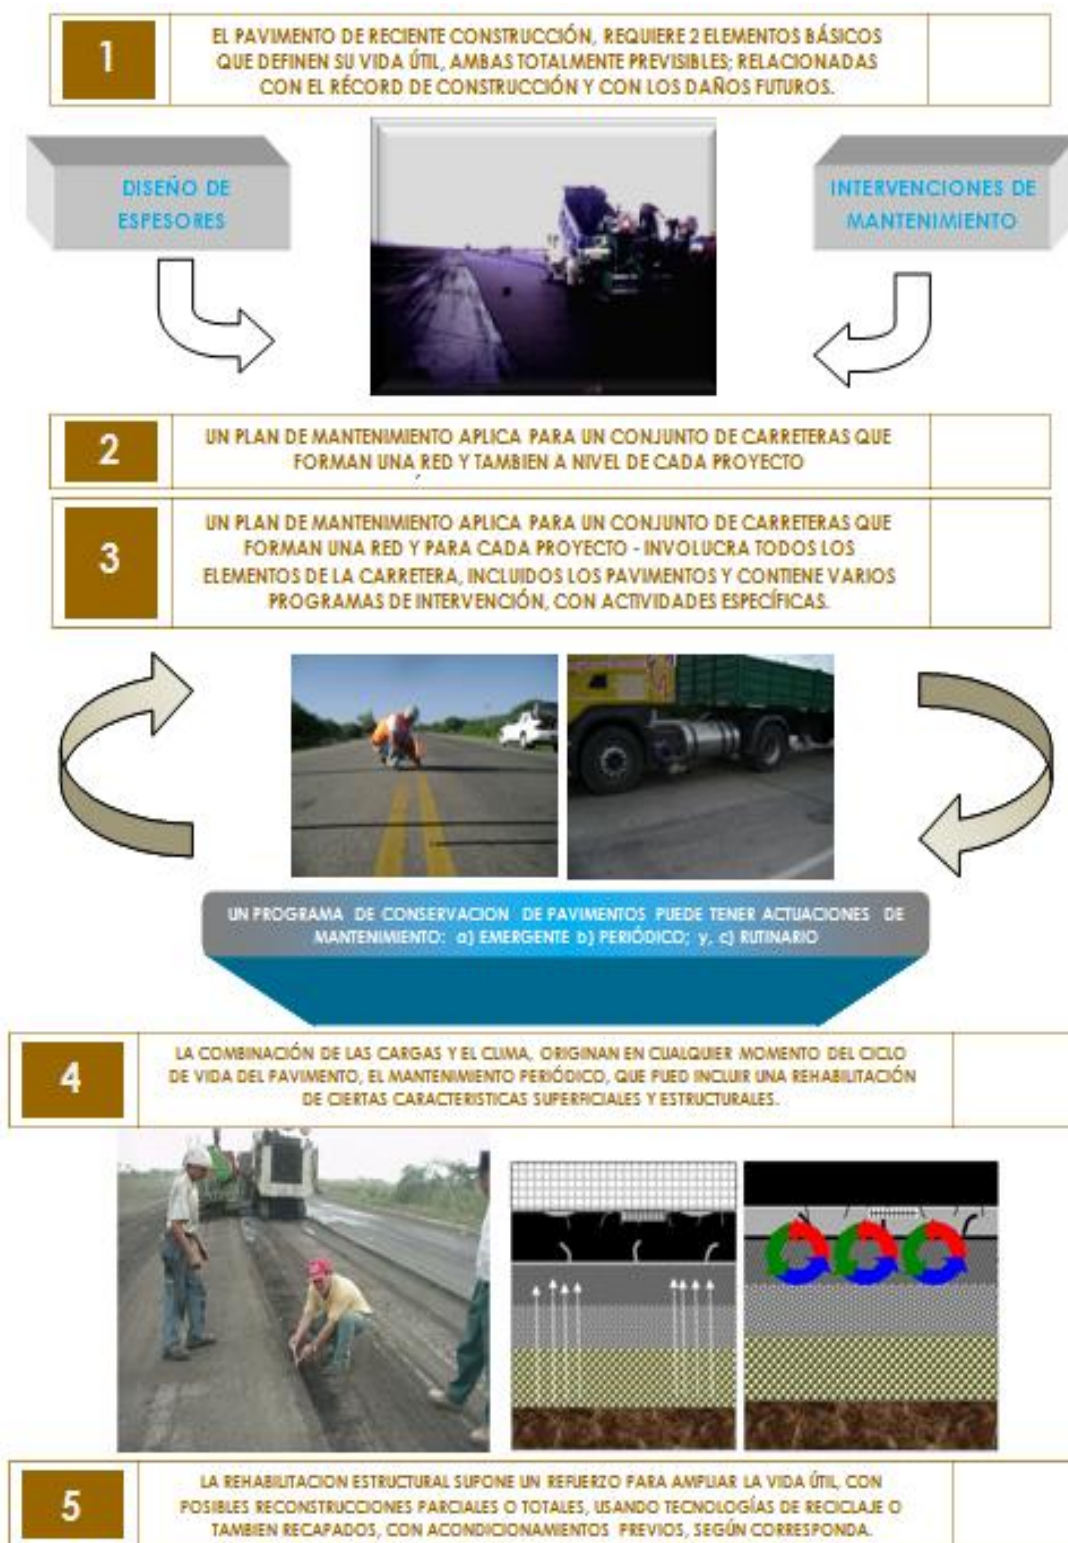 1
EL PAVIMENTO DE RECIENTE CONSTRUCCIÓN, REQUIERE 2 ELEMENTOS BÁSICOS
QUE DEFINEN SU VIDA ÚTIL, AMBAS TOTALMENTE PREVISIBLES; RELACIONADAS
CON EL RÉCORD DE CONSTRUCCIÓN Y CON LOS DAÑOS FUTUROS.
DISEÑO DE
ESPESORES
INTERVENCIONES DE
MANTENIMIENTO
2
UN PLAN DE MANTENIMIENTO APLICA PARA UN CONJUNTO DE CARRETERAS QUE
FORMAN UNA RED Y TAMBIEN A NIVEL DE CADA PROYECTO
3
UN PLAN DE MANTENIMIENTO APLICA PARA UN CONJUNTO DE CARRETERAS QUE
FORMAN UNA RED Y PARA CADA PROYECTO - INVOLUCRA TODOS LOS
ELEMENTOS DE LA CARRETERA, INCLUIDOS LOS PAVIMENTOS Y CONTIENE VARIOS
PROGRAMAS DE INTERVENCIÓN, CON ACTIVIDADES ESPECÍFICAS.
UN PROGRAMA DE CONSERVACION DE PAVIMENTOS PUEDE TENER ACTUACIONES DE
MANTENIMIENTO: a) EMERGENTE b) PERIÓDICO; y, c) RUTINARIO
4
LA COMBINACIÓN DE LAS CARGAS Y EL CLIMA, ORIGINAN EN CUALQUIER MOMENTO DEL CICLO
DE VIDA DEL PAVIMENTO, EL MANTENIMIENTO PERIÓDICO, QUE PUED INCLUIR UNA REHABILITACIÓN
DE CIERTAS CARACTERISTICAS SUPERFICIALES Y ESTRUCTURALES.
5
LA REHABILITACION ESTRUCTURAL SUPONE UN REFUERZO PARA AMPLIAR LA VIDA ÚTIL, CON
POSIBLES RECONSTRUCCIONES PARCIALES O TOTALES, USANDO TECNOLOGÍAS DE RECICLAJE O
TAMBIEN RECAPADOS, CON ACONDICIONAMIENTOS PREVIOS, SEGÚN CORRESPONDA.